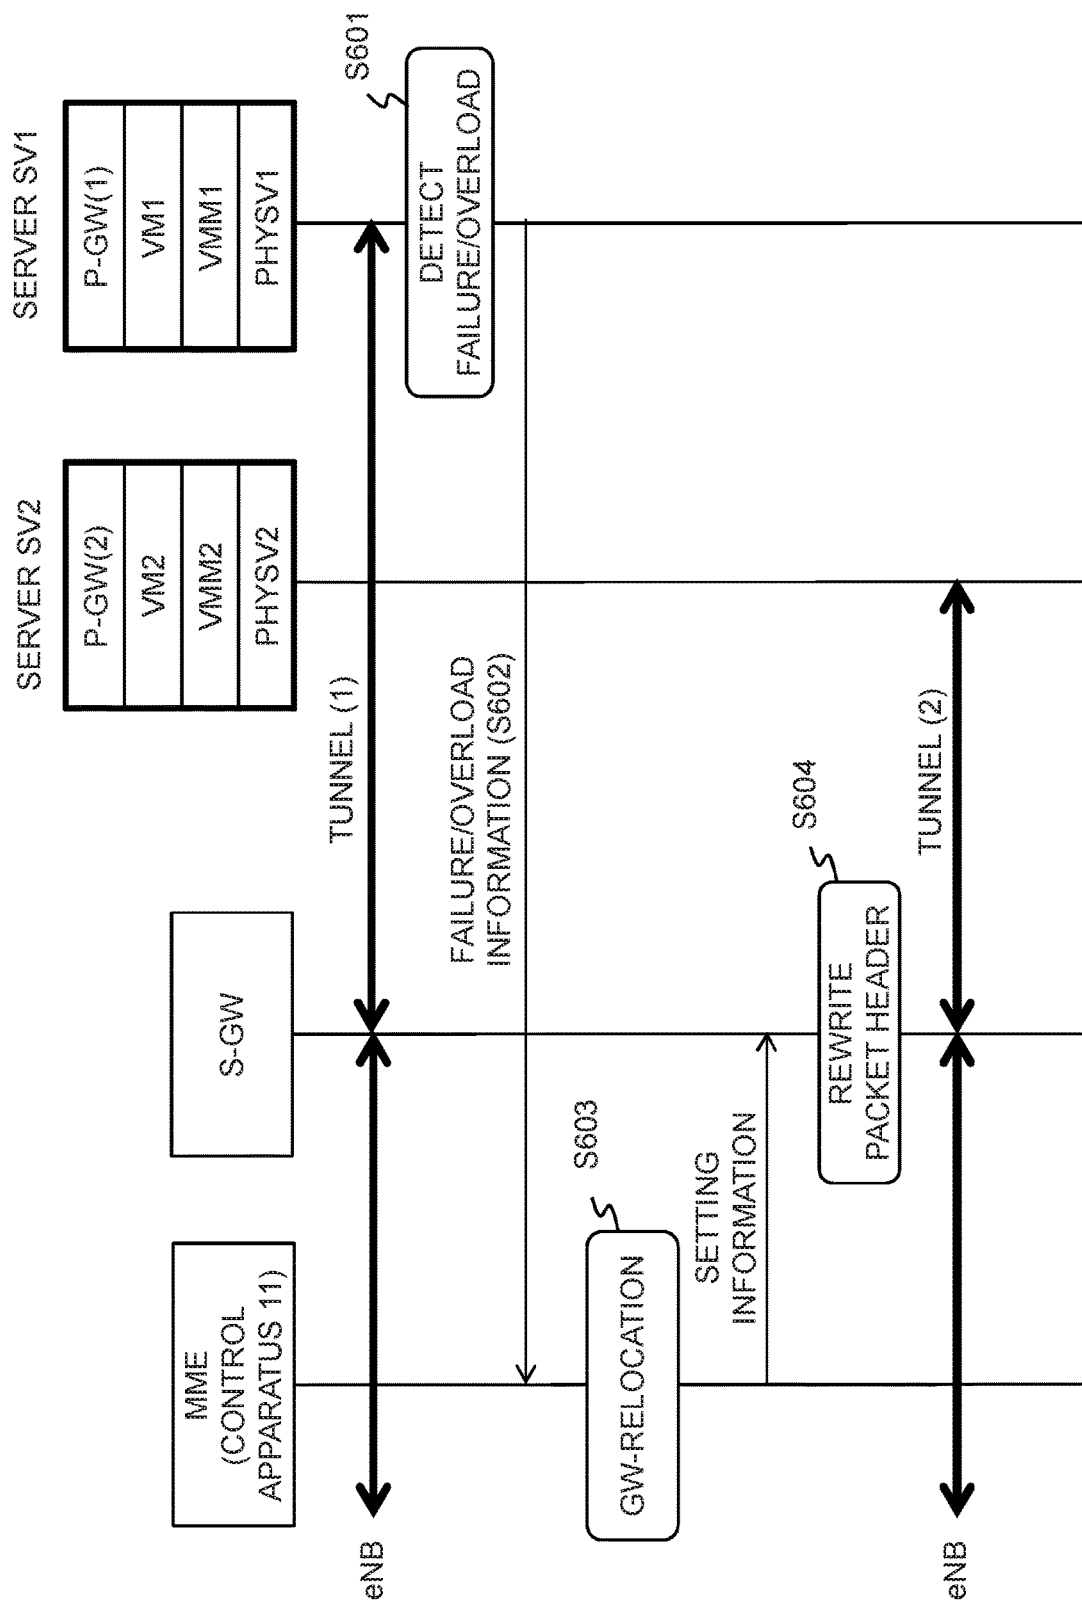 MME
(CONTROL
APPARATUS 11)
S-GW
SERVER SV2
P-GW(2)
VM2
VMM2
PHYSV2
SERVER SV1
P-GW(1)
VM1
VMM1
PHYSV1
eNB
TUNNEL (1)
S601
DETECT
FAILURE/OVERLOAD
FAILURE/OVERLOAD
INFORMATION (S602)
S603
GW-RELOCATION
SETTING
INFORMATION
S604
REWRITE
PACKET HEADER
eNB
TUNNEL (2)